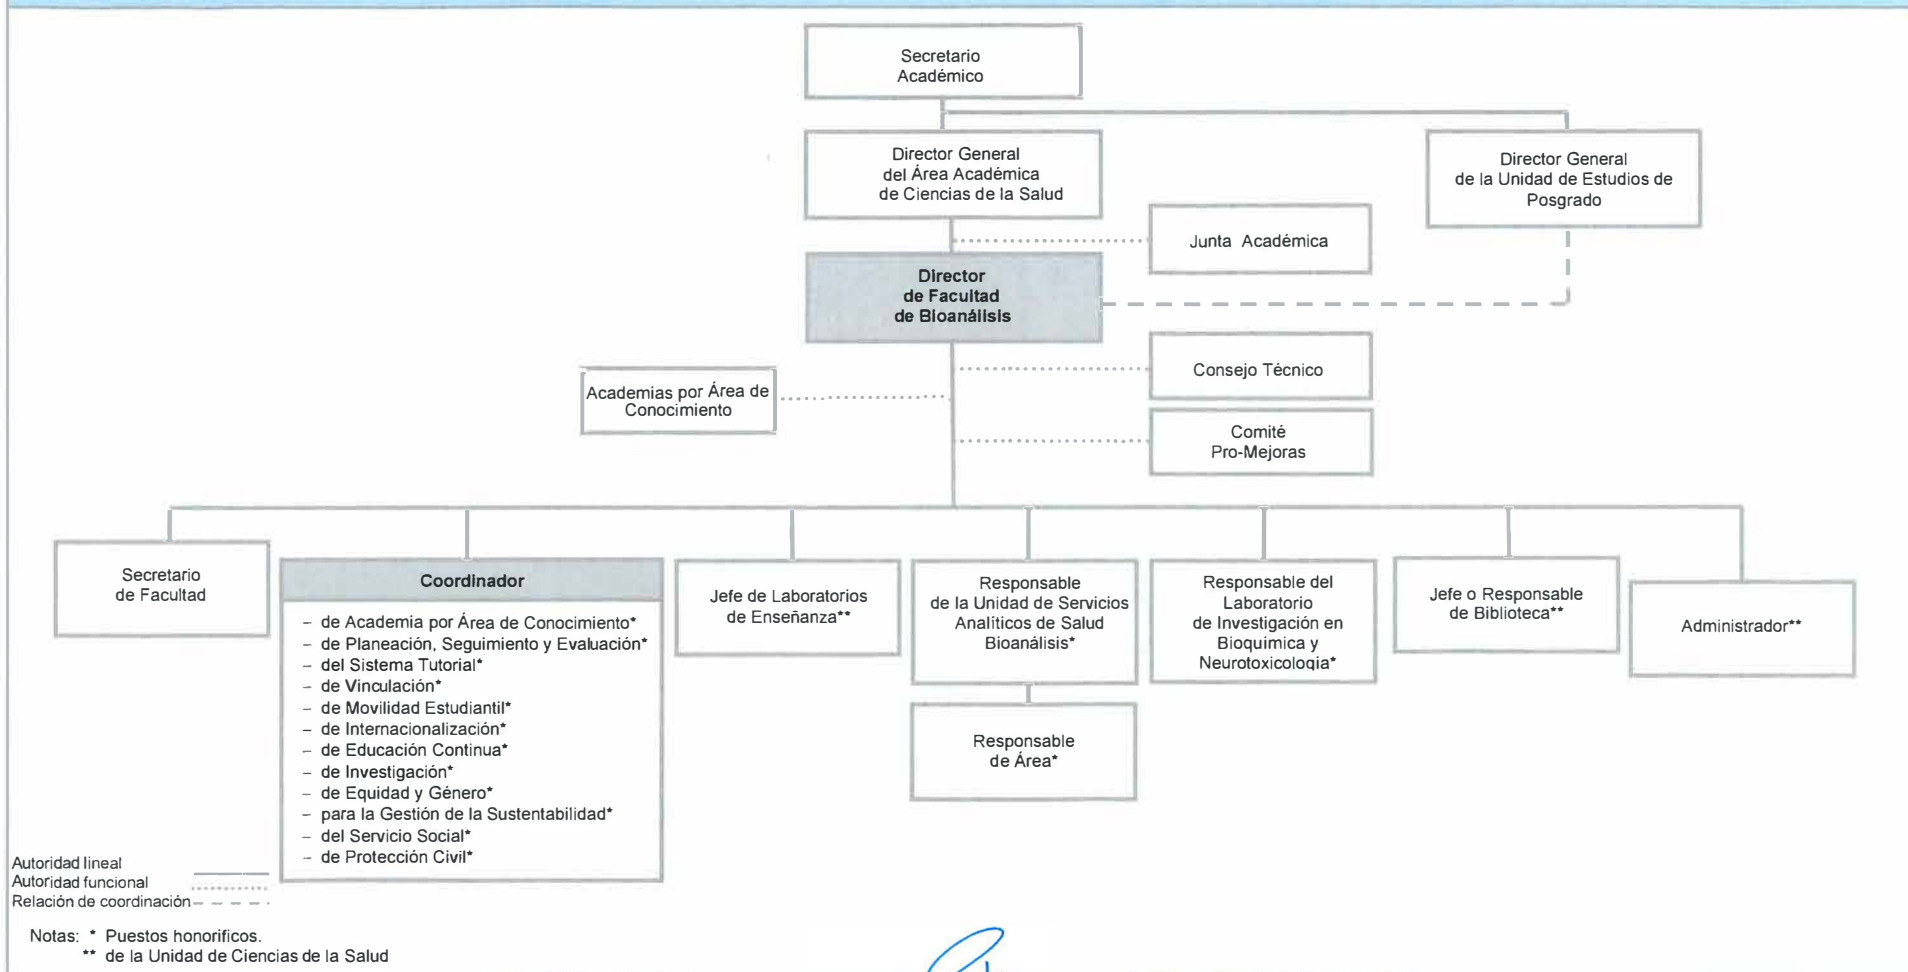 Secretario
Académico
Director General
del Área Académica
de Ciencias de la Salud
Director General
de la Unidad de Estudios de
Posgrado
Junta Académica
Director
de Facultad
de Bioanálisis
Consejo Técnico
Academias por Área de
Conocimiento
Comité
Pro-Mejoras
Secretario
de Facultad
Coordinador
– de Academia por Área de Conocimiento*
– de Planeación, Seguimiento y Evaluación*
– del Sistema Tutorial*
– de Vinculación*
– de Movilidad Estudiantil*
– de Internacionalización*
– de Educación Continua*
– de Investigación*
– de Equidad y Género*
– para la Gestión de la Sustentabilidad*
– del Servicio Social*
– de Protección Civil*
Jefe de Laboratorios
de Enseñanza**
Responsable
de la Unidad de Servicios
Analíticos de Salud
Bioanálisis*
Responsable
de Área*
Responsable del
Laboratorio
de Investigación en
Bioquímica y
Neurotoxicologia*
Jefe o Responsable
de Biblioteca**
Administrador**
Autoridad lineal
Autoridad funcional
Relación de coordinación
Notas: * Puestos honorificos.
** de la Unidad de Ciencias de la Salud